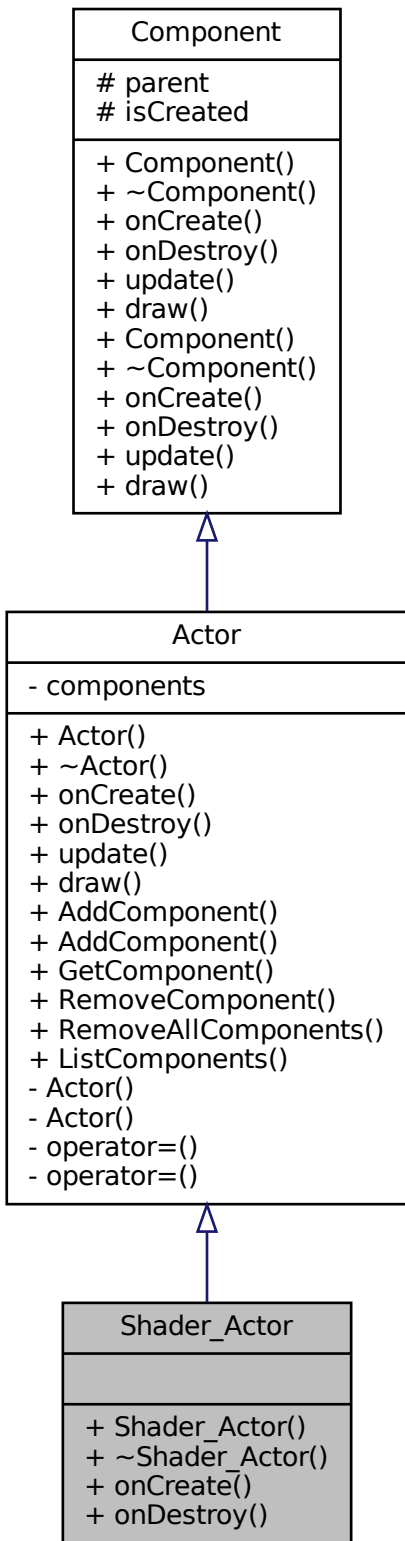 Component
# parent
# isCreated
+ Component()
+ ~Component()
+ onCreate()
+ onDestroy()
+ update()
+ draw()
+ Component()
+ ~Component()
+ onCreate()
+ onDestroy()
+ update()
+ draw()
Actor
- components
+ Actor()
+ ~Actor()
+ onCreate()
+ onDestroy()
+ update()
+ draw()
+ AddComponent()
+ AddComponent()
+ GetComponent()
+ RemoveComponent()
+ RemoveAllComponents()
+ ListComponents()
- Actor()
- Actor()
- operator=()
- operator=()
Shader_Actor
+ Shader_Actor()
+ ~Shader_Actor()
+ onCreate()
+ onDestroy()